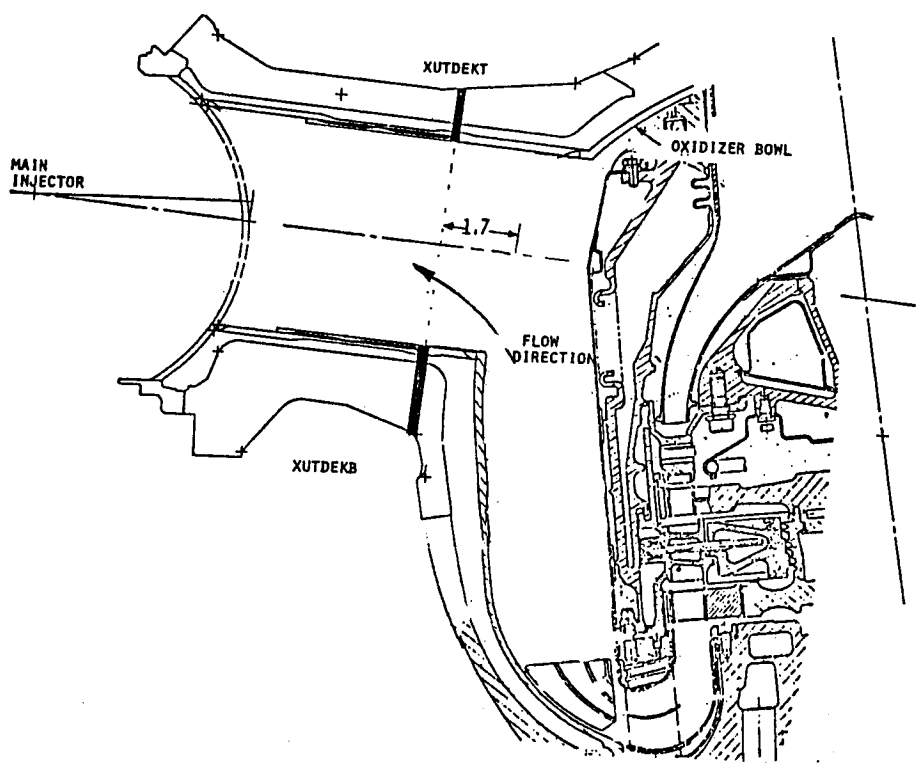 XUTDEKT
OXIDIZER BOWL
MAIN
INJECTOR
1.7
FLOW
DIRECTION
XUTDEKB